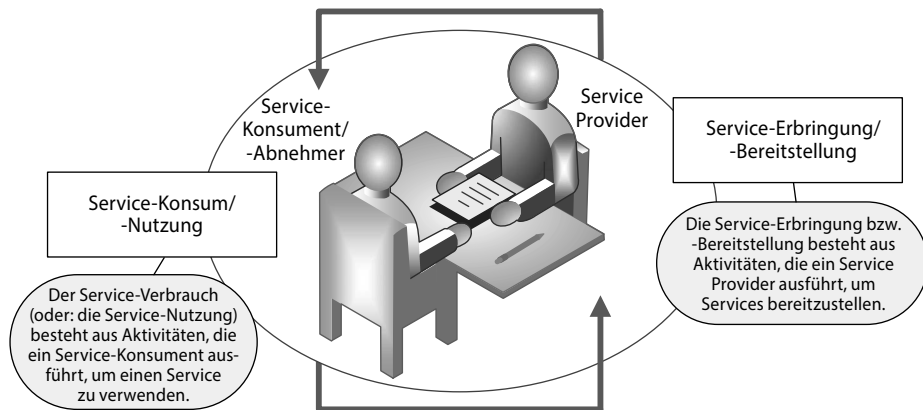 Service-
Konsument/
-Abnehmer
Service
Provider
Service-Erbringung/
-Bereitstellung
Service-Konsum/
-Nutzung
Die Service-Erbringung bzw.
-Bereitstellung besteht aus
Aktivitäten, die ein Service
Provider ausführt, um
Services bereitzustellen.
Der Service-Verbrauch
(oder: die Service-Nutzung)
besteht aus Aktivitäten, die
ein Service-Konsument aus-
führt, um einen Service
zu verwenden.